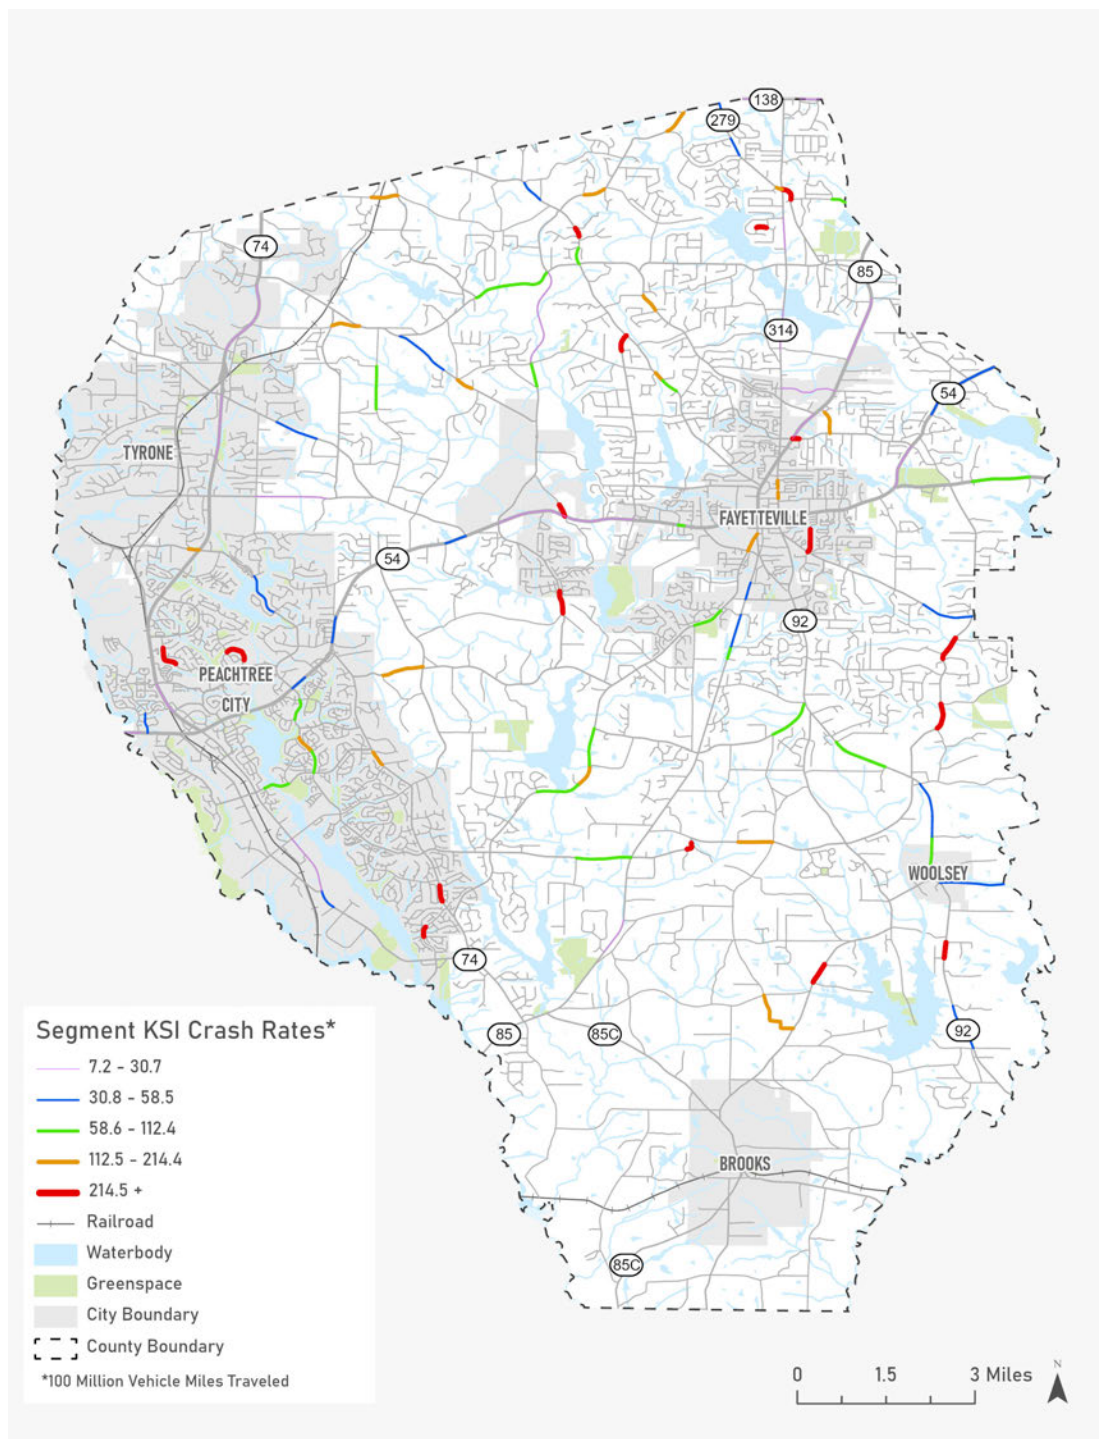 138
279
74
85
314
54
TYRONE
FAYETTEVILLE
54
92
PEACHTREE
CITY
WOOLSEY
74
85
85C
92
BROOKS
85C
Segment KSI Crash Rates*
7.2 - 30.7
30.8 - 58.5
58.6 - 112.4
112.5 - 214.4
214.5 +
Railroad
Waterbody
Greenspace
City Boundary
County Boundary
*100 Million Vehicle Miles Traveled
0 1.5 3 Miles
N